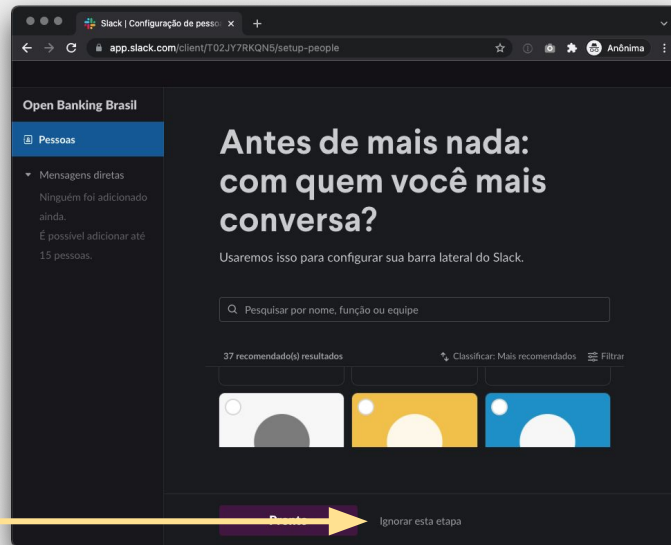 Slack | Configuração de pesso
app.slack.com/client/T02JY7RKQN5/setup-people
Anônima
Open Banking Brasil
Pessoas
Mensagens diretas
Ninguém foi adicionado
ainda.
É possível adicionar até
15 pessoas.
Antes de mais nada:
com quem você mais
conversa?
Usaremos isso para configurar sua barra lateral do Slack.
Pesquisar por nome, função ou equipe
37 recomendado(s) resultados
Classificar: Mais recomendados
Filtrar
Pronto
Ignorar esta etapa